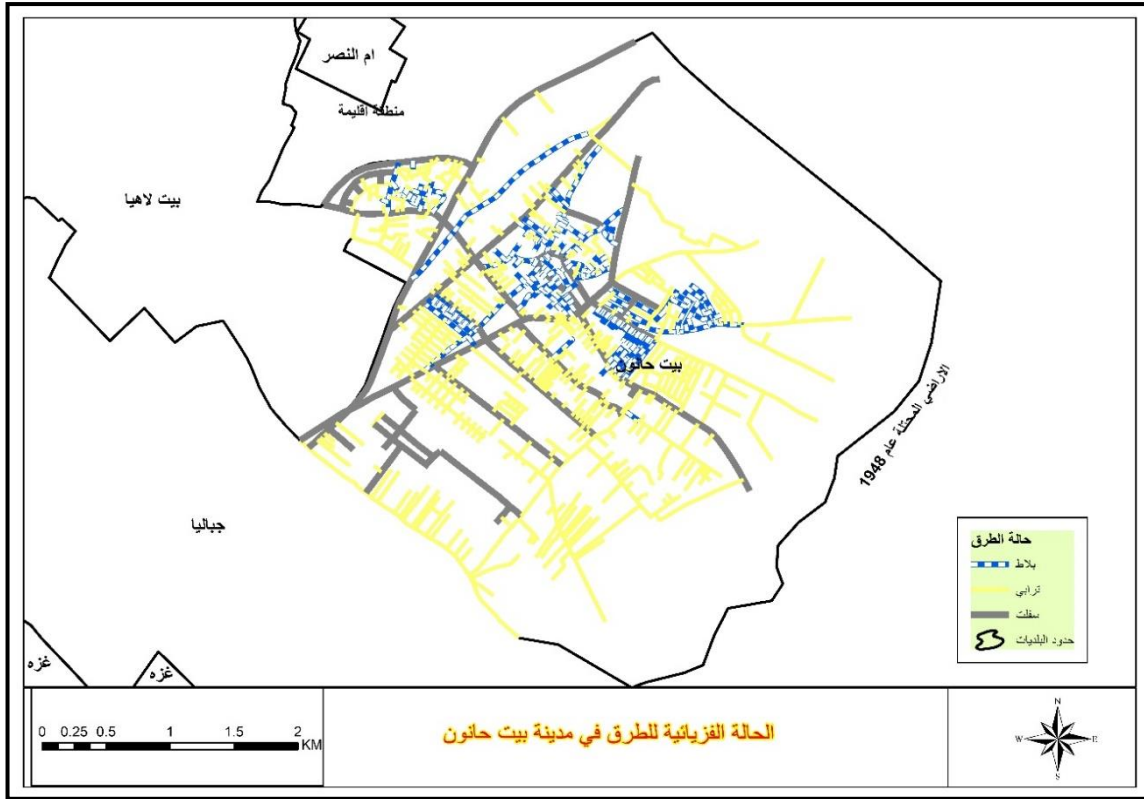 ام النصر
منطقة اقليمة
بيت لاهيا
بيت حانون
الاراضي المحتلة عام 1948
جباليا
غزه
غزه
حالة الطرق
بلاط
ترابي
سفلت
حدود البلديات
0 0.25 0.5 1 1.5 2
KM
الحالة الفزيائية للطرق في مدينة بيت حانون
N
W E
S